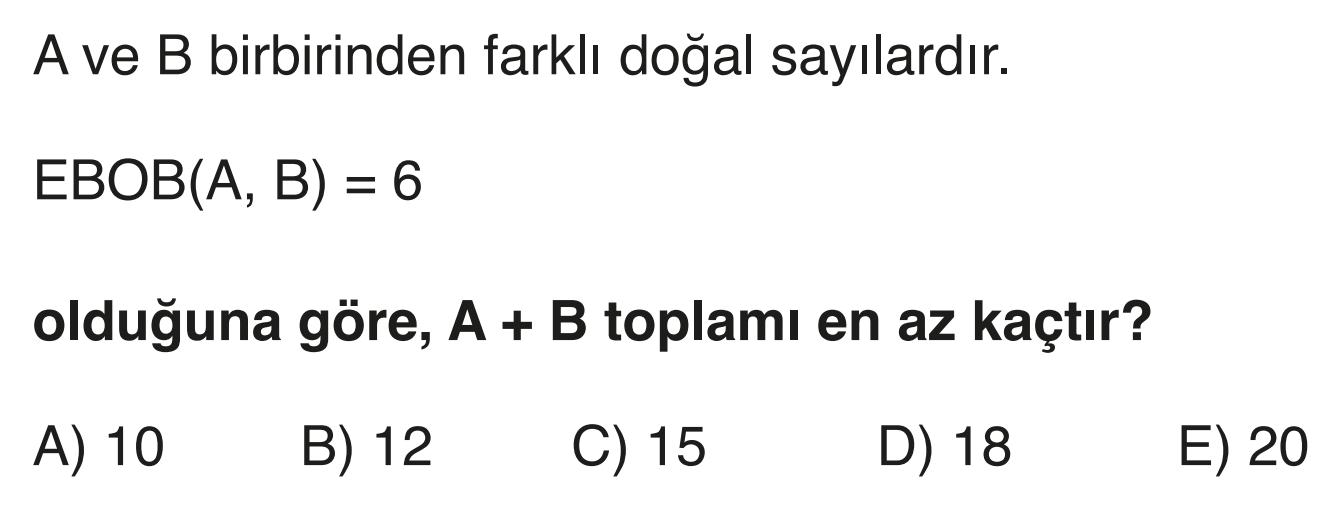 A ve B birbirinden farklı doğal sayılardır.
EBOB(A, B) = 6
olduğuna göre, A + B toplamı en az kaçtır?
A) 10 B) 12 C) 15 D) 18 E) 20